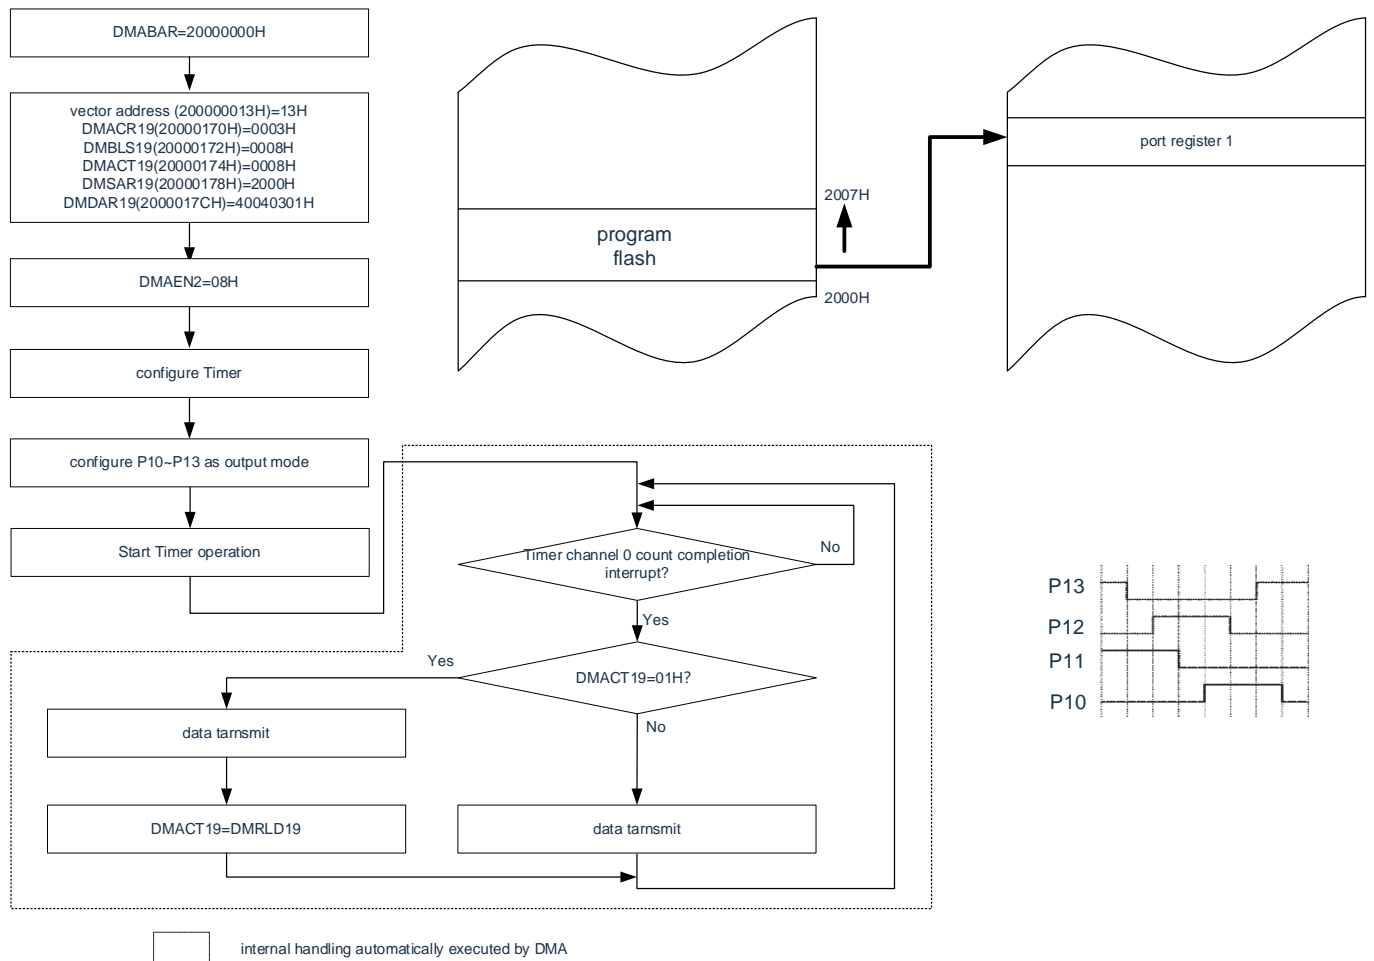 DMABAR=20000000H
vector address (200000013H)=13H
DMACR19(20000170H)=0003H
DMBLS19(20000172H)=0008H
DMACT19(20000174H)=0008H
DMSAR19(20000178H)=2000H
DMDAR19(2000017CH)=40040301H
DMAEN2=08H
configure Timer
configure P10~P13 as output mode
Start Timer operation
program
flash
2007H
2000H
port register 1
Timer channel 0 count completion
interrupt?
No
Yes
DMACT19=01H?
Yes
No
data tarnsmit
DMACT19=DMRLD19
data tarnsmit
P13
P12
P11
P10
internal handling automatically executed by DMA